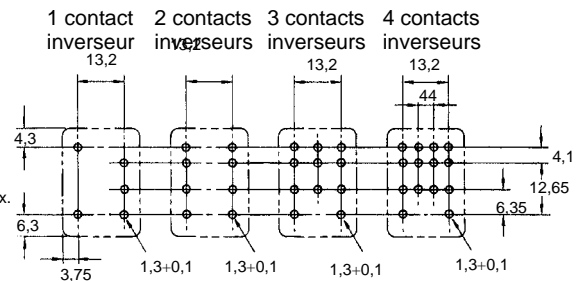 1 contact 2 contacts 3 contacts 4 contacts
inverseur inverseurs inverseurs inverseurs
13,2 13,2 13,2 13,2
44
4,3
4,1
x.
12,65
6,35
6,3
1,3+0,1 1,3+0,1 1,3+0,1 1,3+0,1
3,75